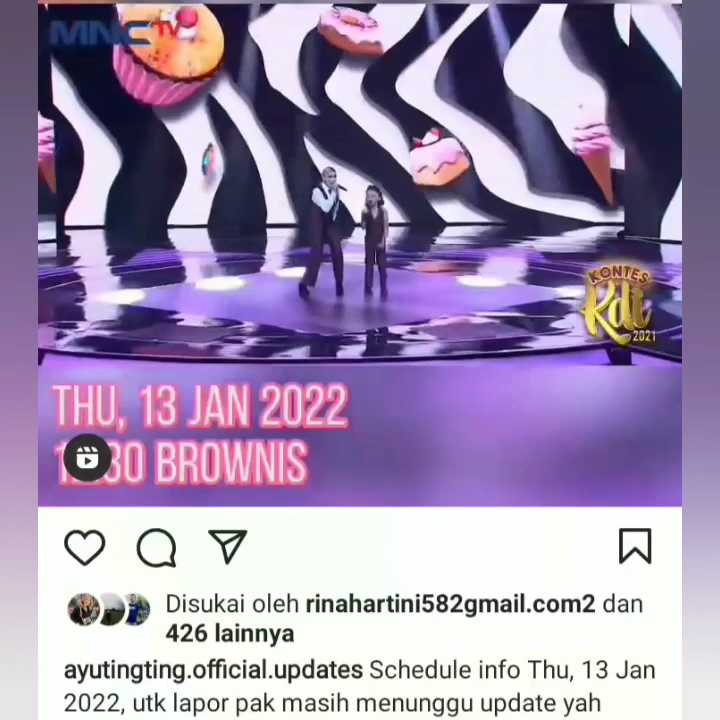 MNCTV
KONTES
Kdi
2021
THU, 13 JAN 2022
BROWNIS
Disukai oleh rinahartini582gmail.com2 dan
426 lainnya
ayutingting.official.updates Schedule info Thu, 13 Jan
2022, utk lapor pak masih menunggu update yah